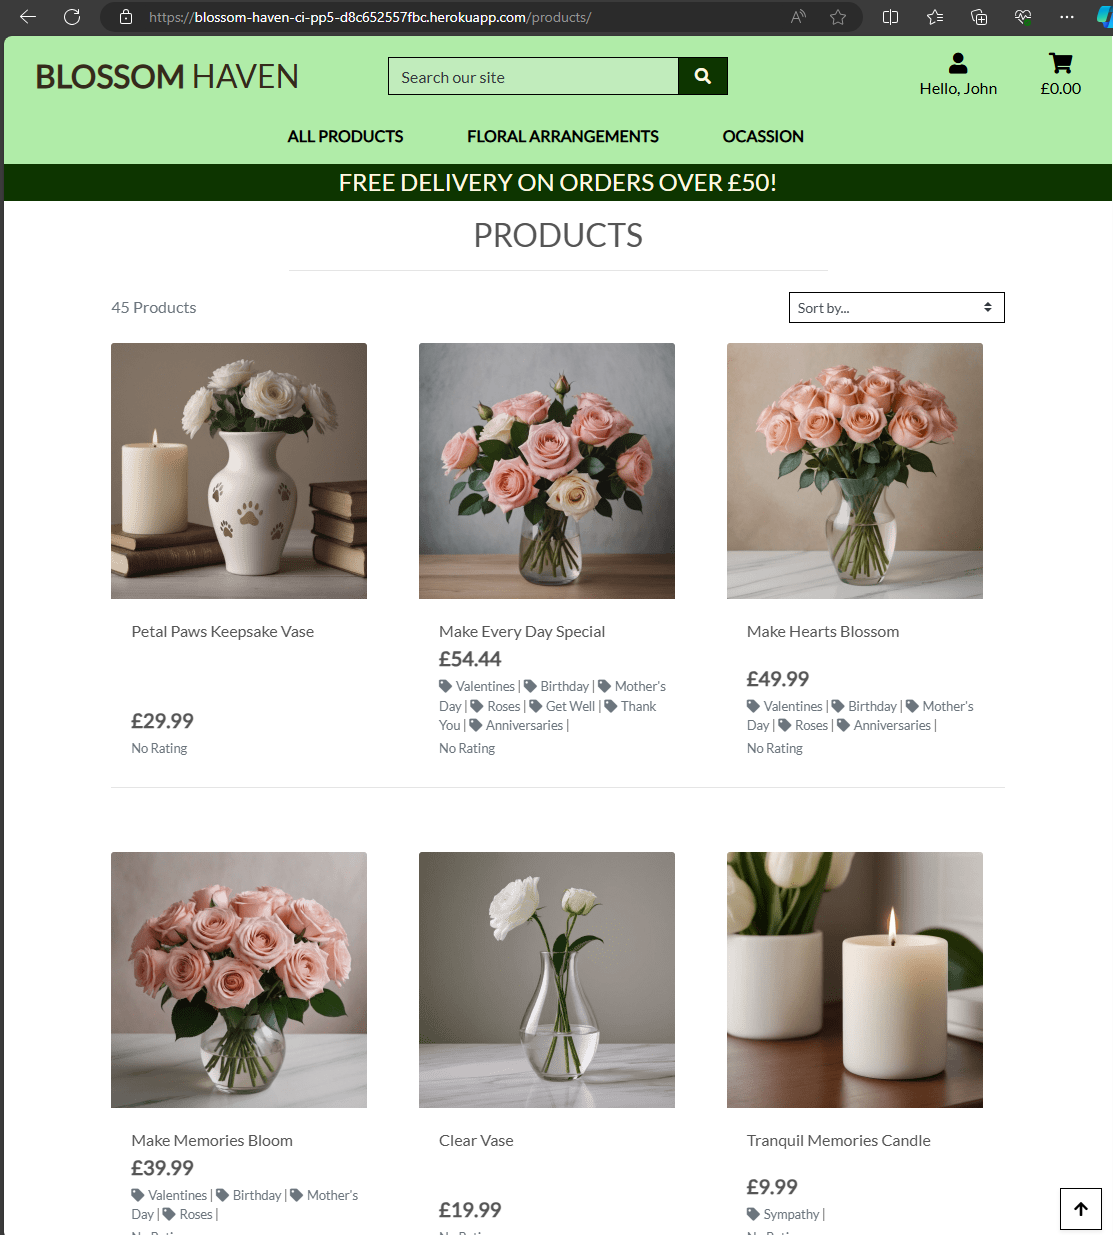 https://blossom-haven-ci-pp5-d8c652557fbc.herokuapp.com/products/
BLOSSOM HAVEN
Search our site
Hello, John
£0.00
ALL PRODUCTS
FLORAL ARRANGEMENTS
OCASSION
FREE DELIVERY ON ORDERS OVER £50!
PRODUCTS
45 Products
Sort by...
Petal Paws Keepsake Vase
£29.99
No Rating
Make Every Day Special
£54.44
Valentines | Birthday | Mother's
Day | Roses | Get Well | Thank
You | Anniversaries |
No Rating
Make Hearts Blossom
£49.99
Valentines | Birthday | Mother's
Day | Roses | Anniversaries |
No Rating
Make Memories Bloom
£39.99
Valentines | Birthday | Mother's
Day | Roses |
Clear Vase
£19.99
Tranquil Memories Candle
£9.99
Sympathy |